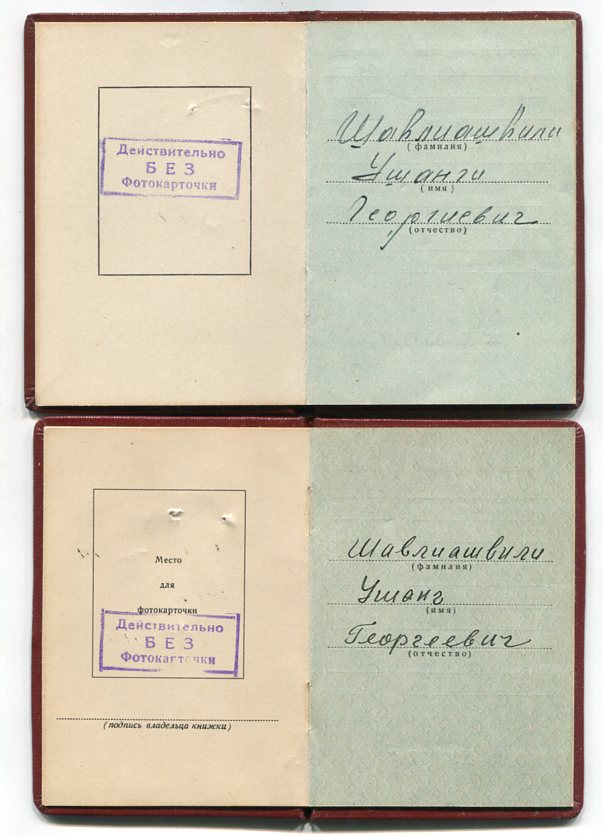 Действительно
БЕЗ
Фотокарточки
Шавлиашвили
(фамилия)
Ушанги
(имя)
Георгиевич
(отчество)
Место
для
фотокарточки
Действительно
БЕЗ
Фотокарточки
(подпись владельца книжки)
Шавлиашвили
(фамилия)
Ушанг
(имя)
Георгеевич
(отчество)